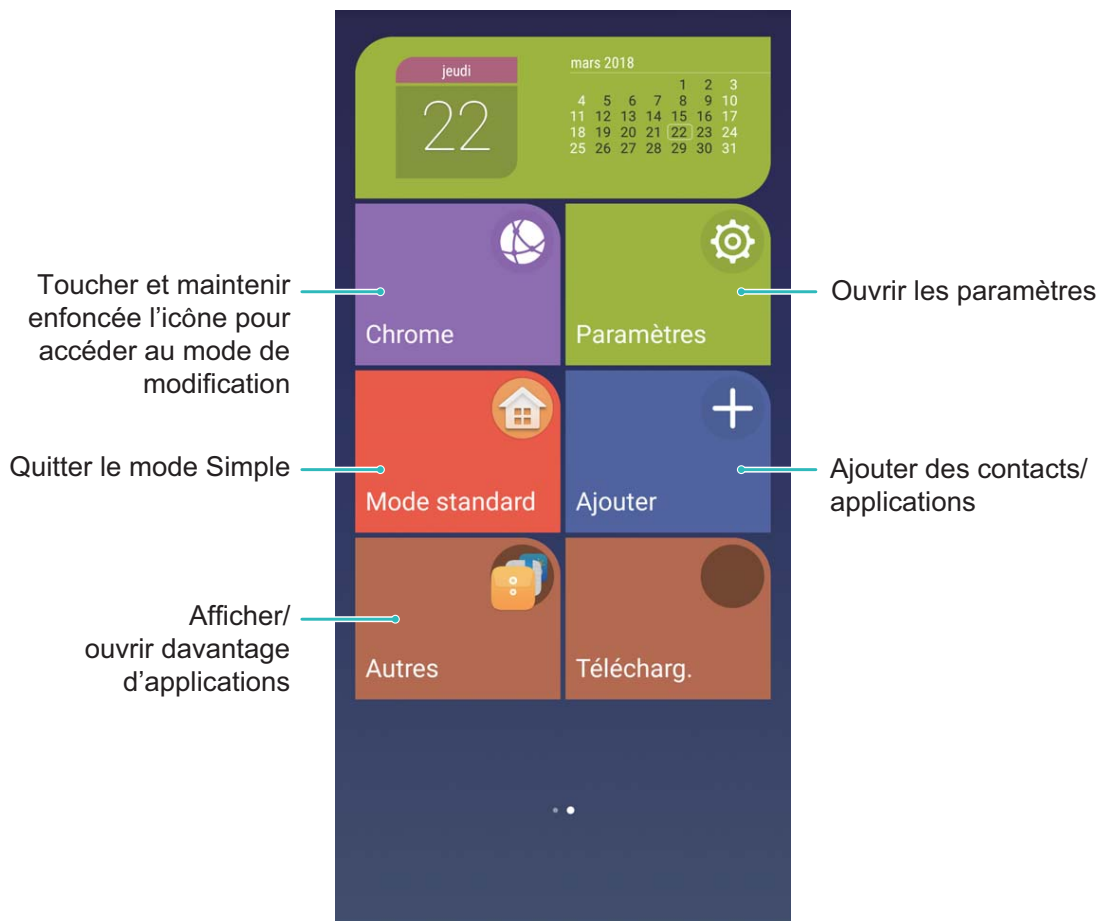 jeudi
22
mars 2018
1 2 3
4 5 6 7 8 9 10
11 12 13 14 15 16 17
18 19 20 21 22 23 24
25 26 27 28 29 30 31
Toucher et maintenir
enfoncée l’icône pour
accéder au mode de
modification
Chrome
Paramètres
Ouvrir les paramètres
Quitter le mode Simple
Mode standard
Ajouter
Ajouter des contacts/
applications
Afficher/
ouvrir davantage
d’applications
Autres
Télécharg.